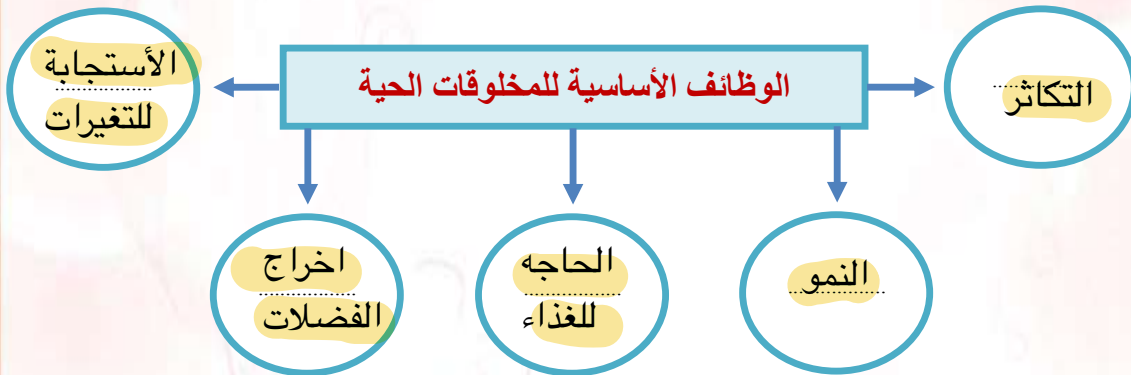 الوظائف الأساسية للمخلوقات الحية
التكاثر
النمو
الحاجه
للغذاء
اخراج
الفضلات
الأستجابة
للتغيرات